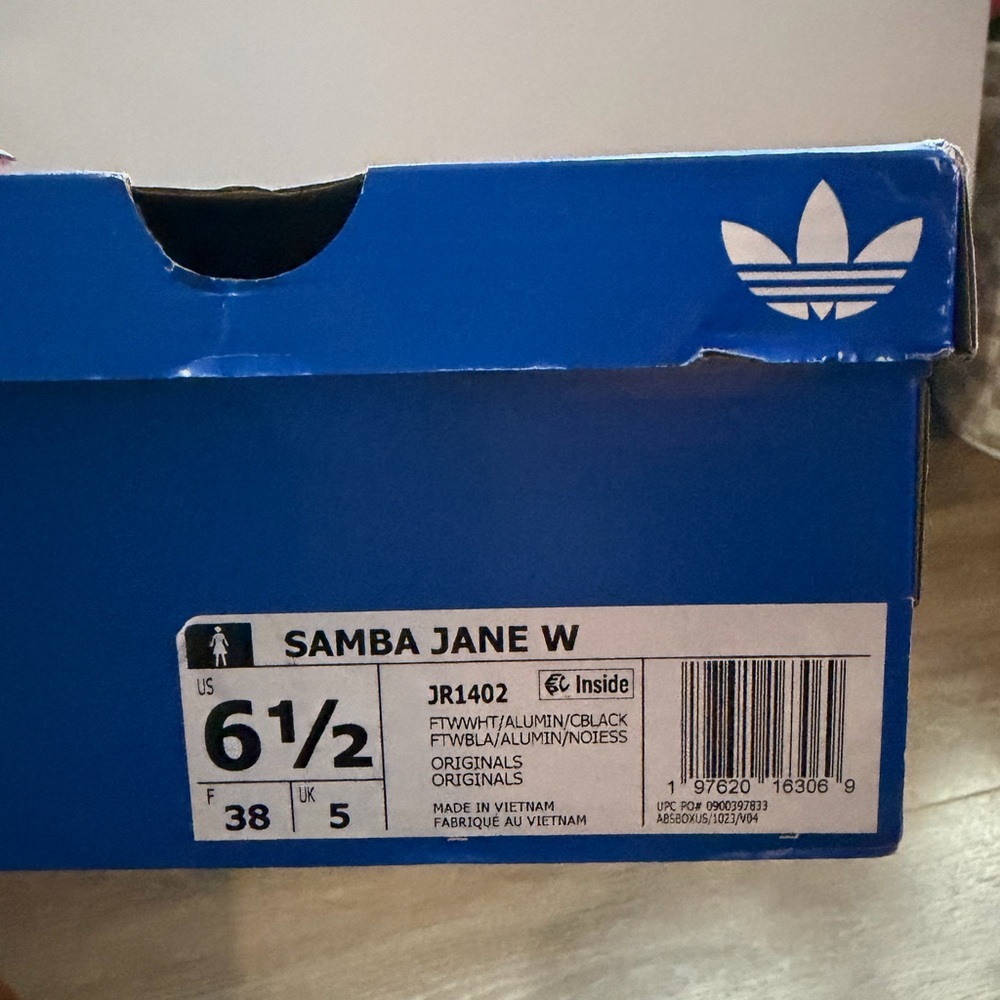 SAMBA JANE W
US
6½
F
38
UK
5
JR1402
Inside
FTWWHT/ALUMIN/CBLACK
FTWBLA/ALUMIN/NOIESS
ORIGINALS
ORIGINALS
MADE IN VIETNAM
FABRIQUÉ AU VIETNAM
1 97620 16306 9
UPC PO# 0900397833
ABSBOXUS/1023/V04